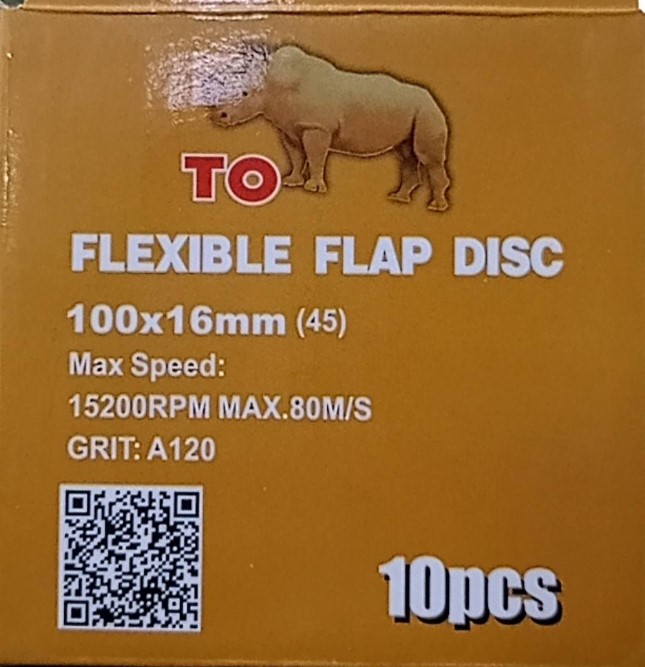 TO
FLEXIBLE FLAP DISC
100x16mm (45)
Max Speed:
15200RPM MAX.80M/S
GRIT: A120
10pcs